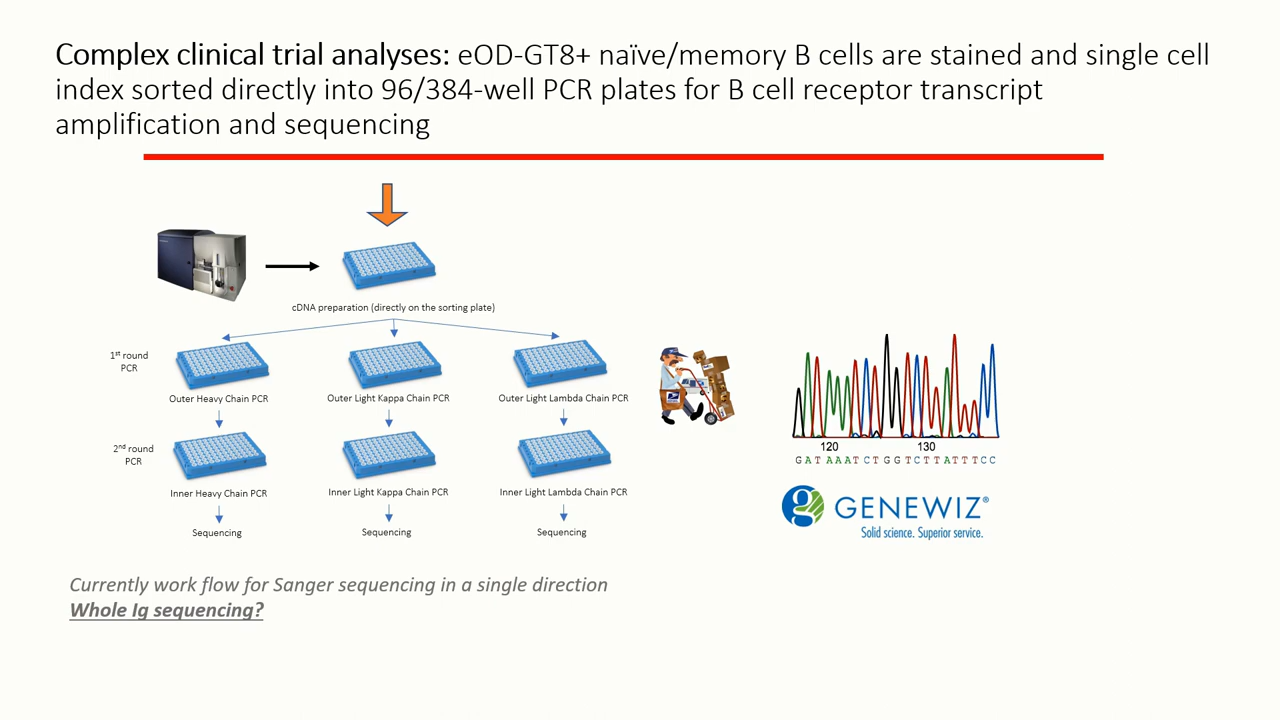 Complex clinical trial analyses: eOD-GT8+ naïve/memory B cells are stained and single cell
index sorted directly into 96/384-well PCR plates for B cell receptor transcript
amplification and sequencing
cDNA preparation (directly on the sorting plate)
1st round
PCR
Outer Heavy Chain PCR
Outer Light Kappa Chain PCR
Outer Light Lambda Chain PCR
2nd round
PCR
Inner Heavy Chain PCR
Inner Light Kappa Chain PCR
Inner Light Lambda Chain PCR
Sequencing
Sequencing
Sequencing
120 130
G A T A A A T C T G G T C T T A T T T C C
GENEWIZ®
Solid science. Superior service.
Currently work flow for Sanger sequencing in a single direction
Whole Ig sequencing?